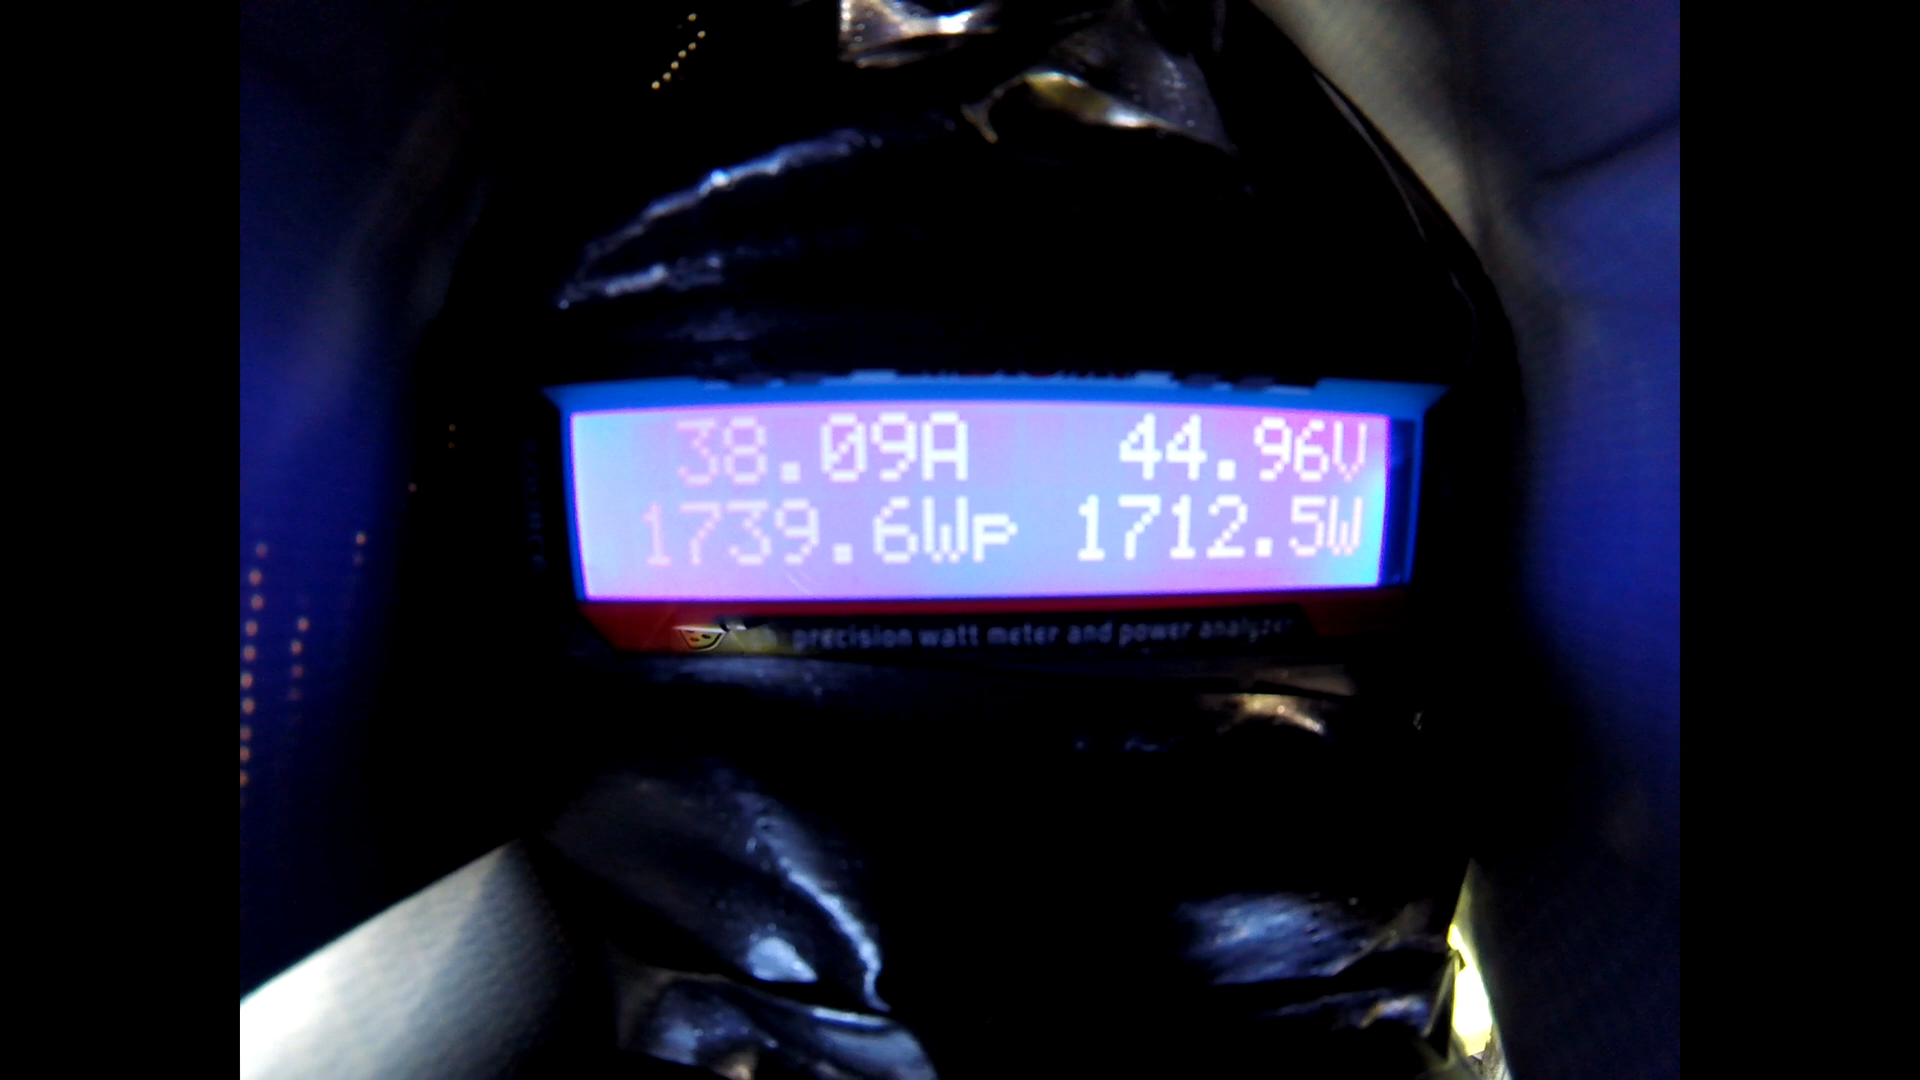 38.09A 44.96V
1739.6Wp 1712.5W
precision watt meter and power analyzer